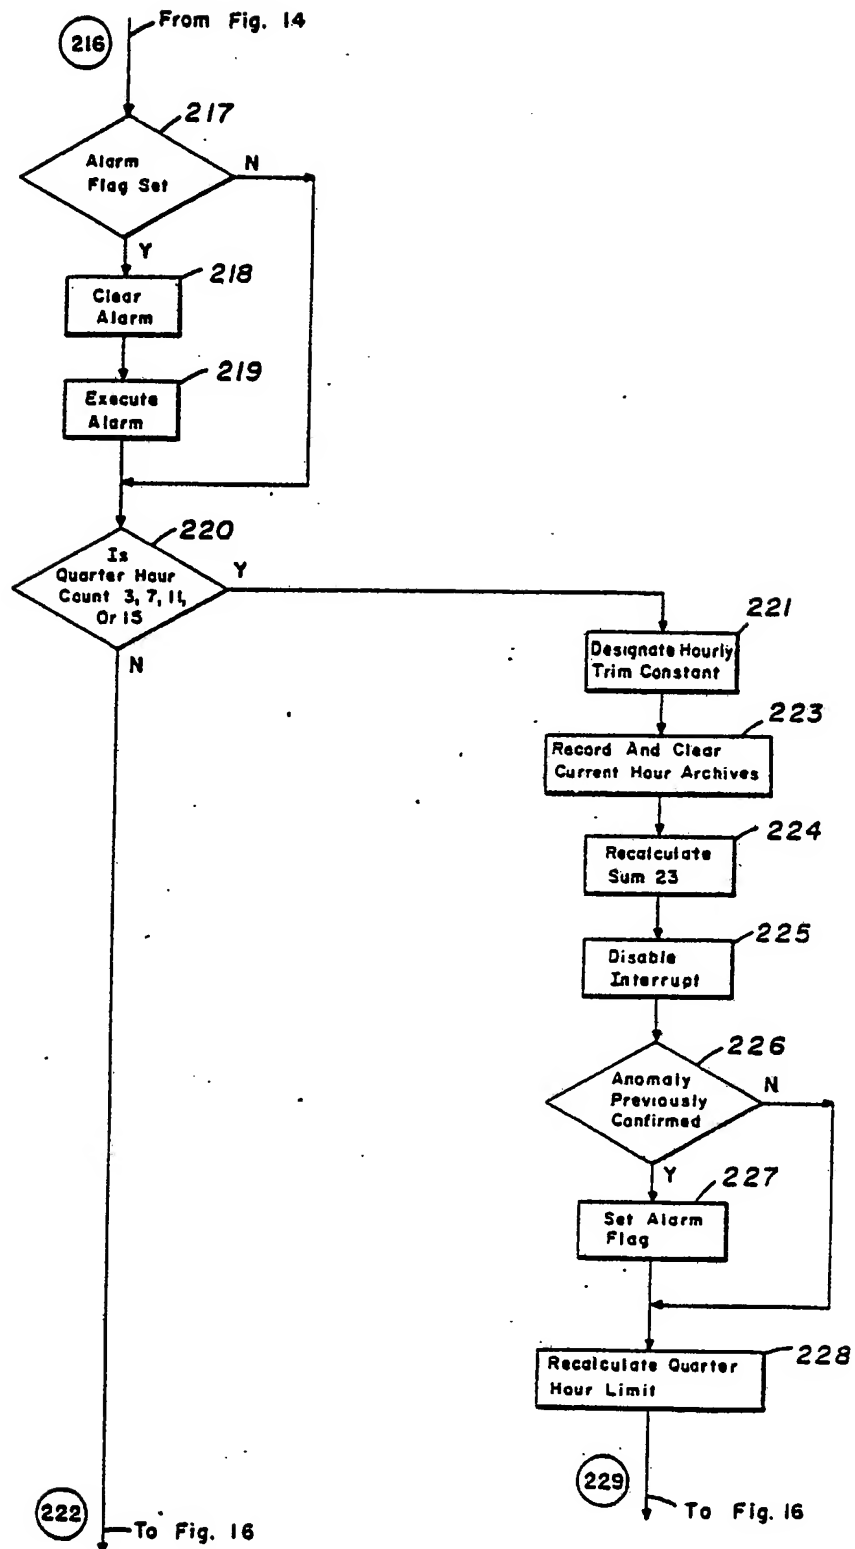 From Fig. 14
216
217
Alarm
Flag Set
N
Y
218
Clear
Alarm
219
Execute
Alarm
220
Is
Quarter Hour
Count 3, 7, 11,
Or 15
Y
N
221
Designate Hourly
Trim Constant
223
Record And Clear
Current Hour Archives
224
Recalculate
Sum 23
225
Disable
Interrupt
226
Anomaly
Previously
Confirmed
N
Y
227
Set Alarm
Flag
228
Recalculate Quarter
Hour Limit
229
To Fig. 16
222
To Fig. 16